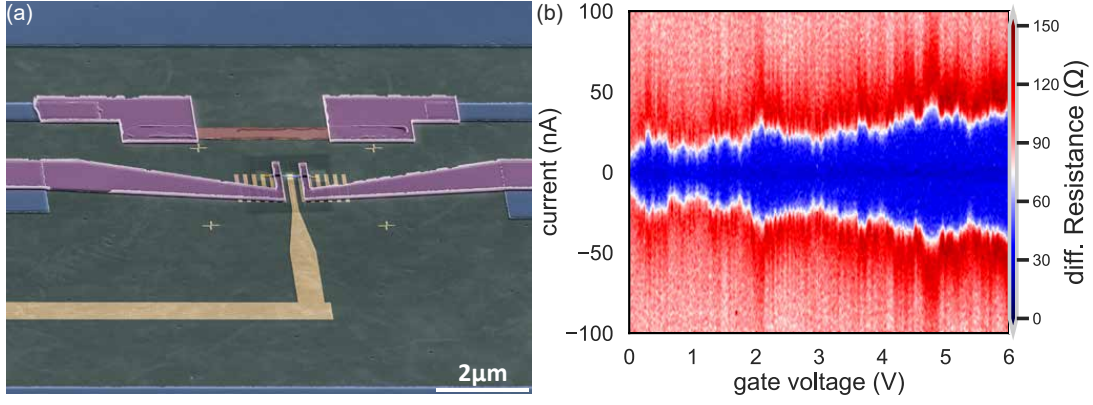 (a)
2μm
(b)
100
50
0
−50
−100
current (nA)
0 1 2 3 4 5 6
gate voltage (V)
150
120
90
60
30
0
diff. Resistance (Ω)